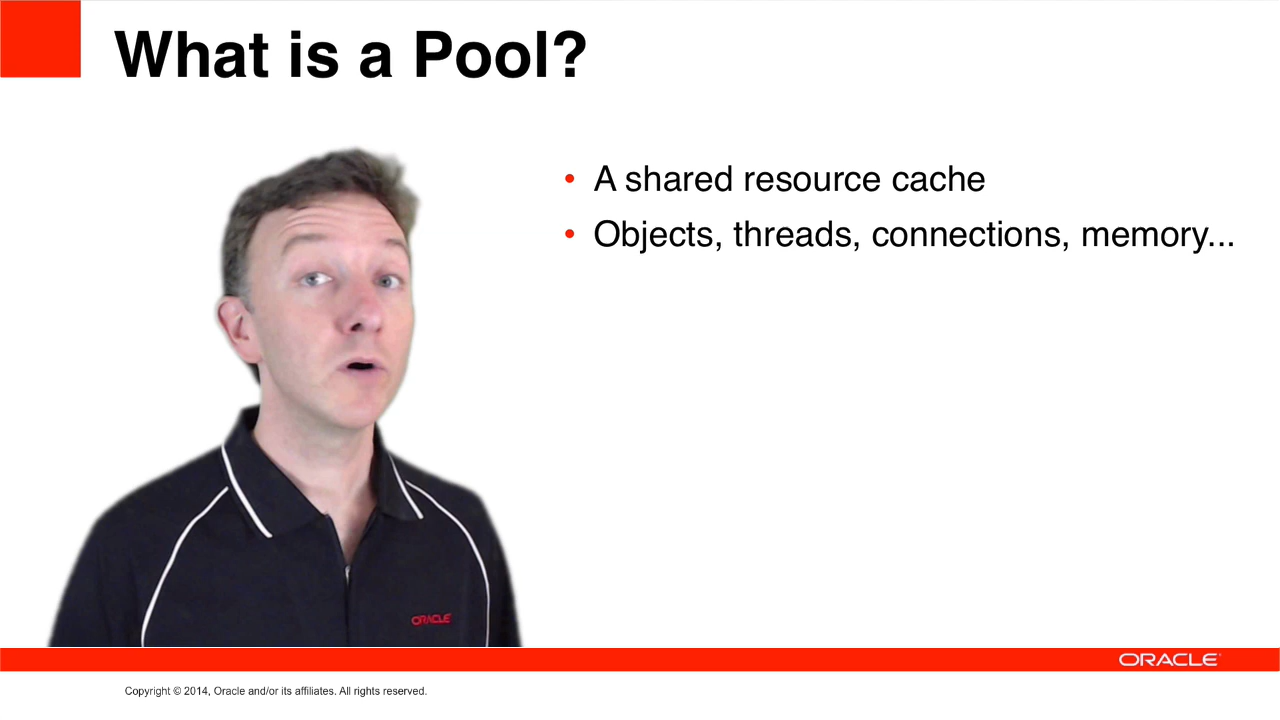 What is a Pool?
• A shared resource cache
• Objects, threads, connections, memory...
ORACLE
ORACLE
Copyright © 2014, Oracle and/or its affiliates. All rights reserved.